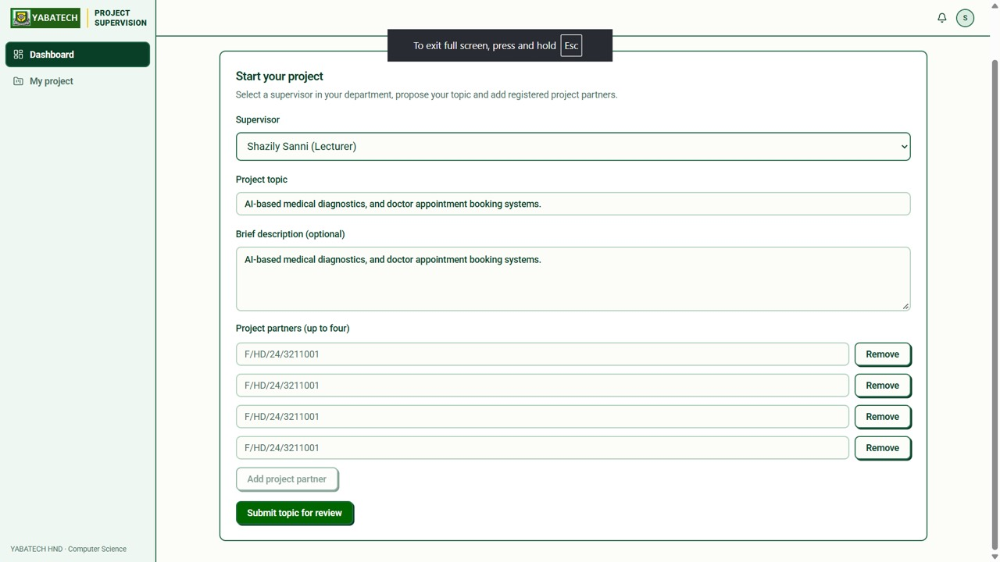 YABATECH
PROJECT
SUPERVISION
Dashboard
My project
To exit full screen, press and hold Esc
S
Start your project
Select a supervisor in your department, propose your topic and add registered project partners.
Supervisor
Shazily Sanni (Lecturer)
Project topic
AI-based medical diagnostics, and doctor appointment booking systems.
Brief description (optional)
AI-based medical diagnostics, and doctor appointment booking systems.
Project partners (up to four)
F/HD/24/3211001 Remove
F/HD/24/3211001 Remove
F/HD/24/3211001 Remove
F/HD/24/3211001 Remove
Add project partner
Submit topic for review
YABATECH HND · Computer Science